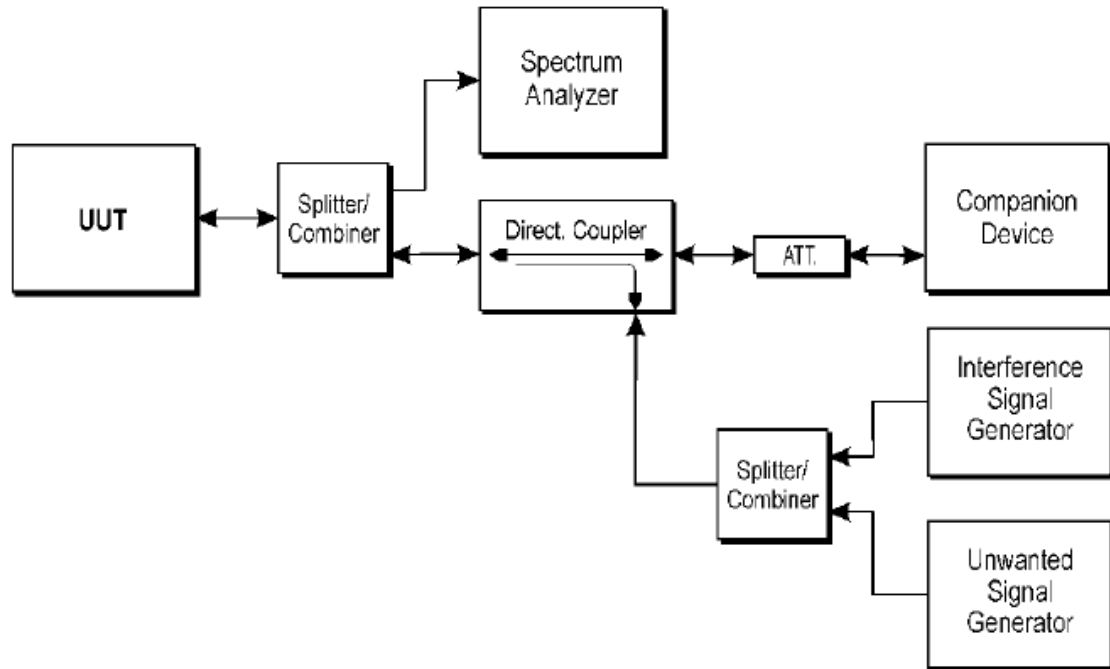 Spectrum
Analyzer
UUT
Splitter/
Combiner
Direct. Coupler
ATT.
Companion
Device
Interference
Signal
Generator
Splitter/
Combiner
Unwanted
Signal
Generator